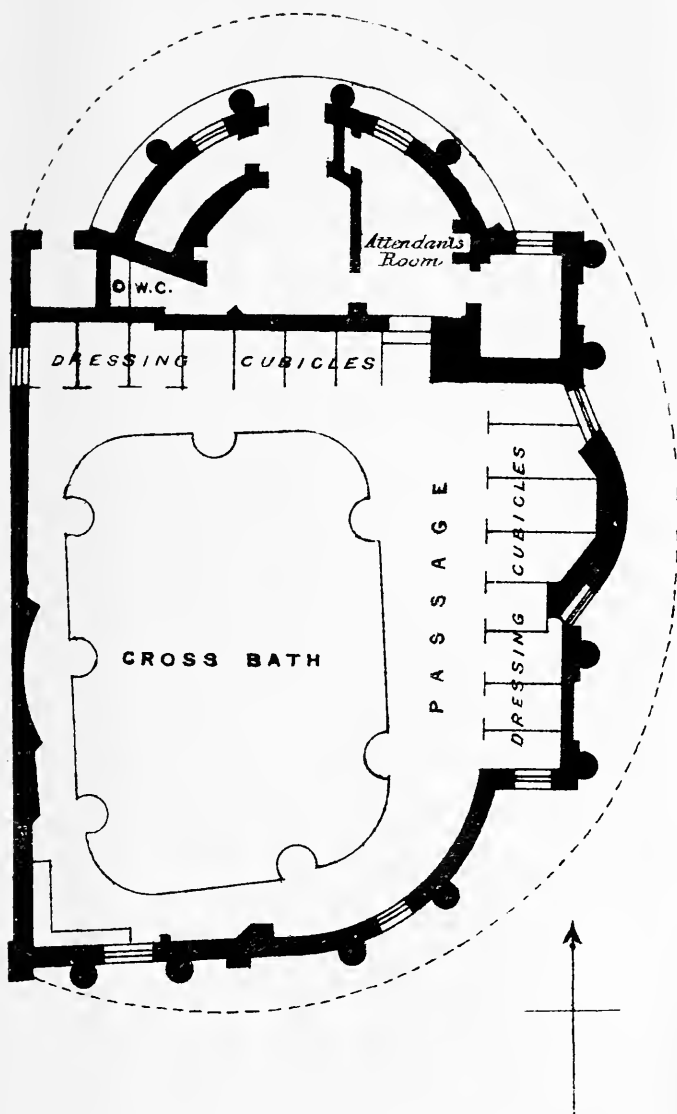 Attendants
Room
W.C.
DRESSING CUBICLES
PASSAGE
DRESSING CUBICLES
CROSS BATH